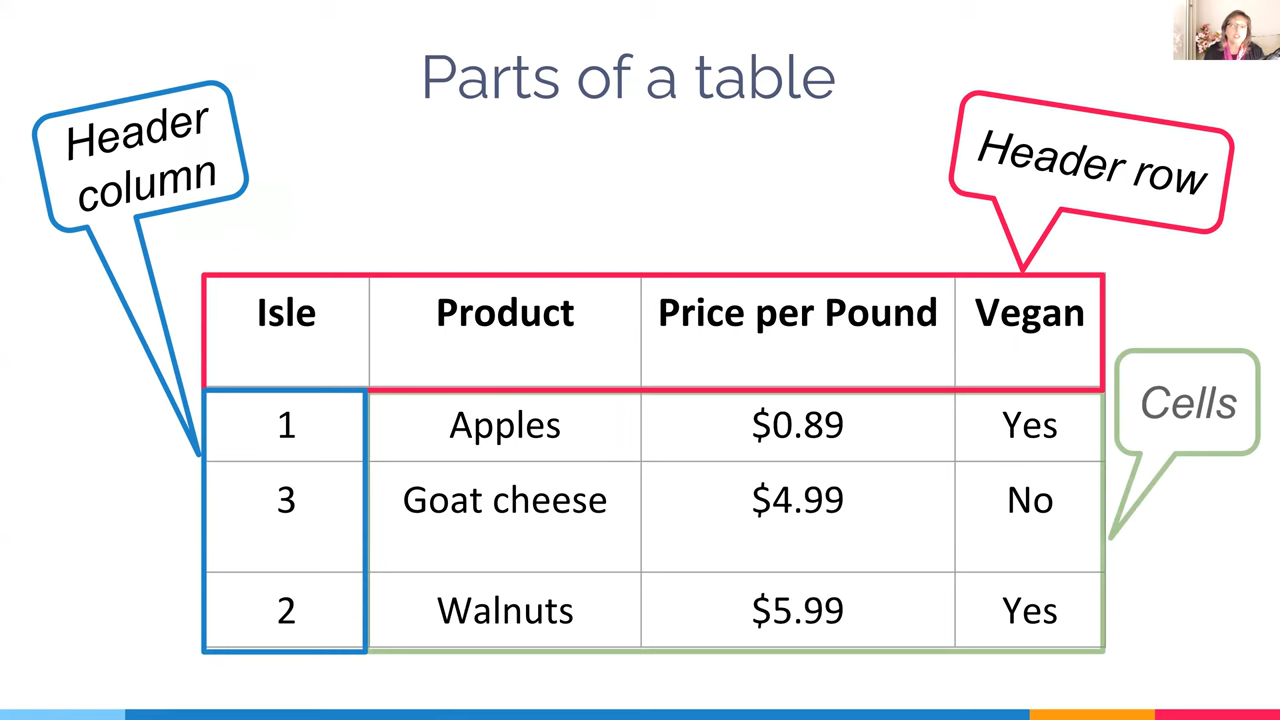 Parts of a table
Header
column
Header row
Isle Product Price per Pound Vegan
1 Apples $0.89 Yes
3 Goat cheese $4.99 No
2 Walnuts $5.99 Yes
Cells